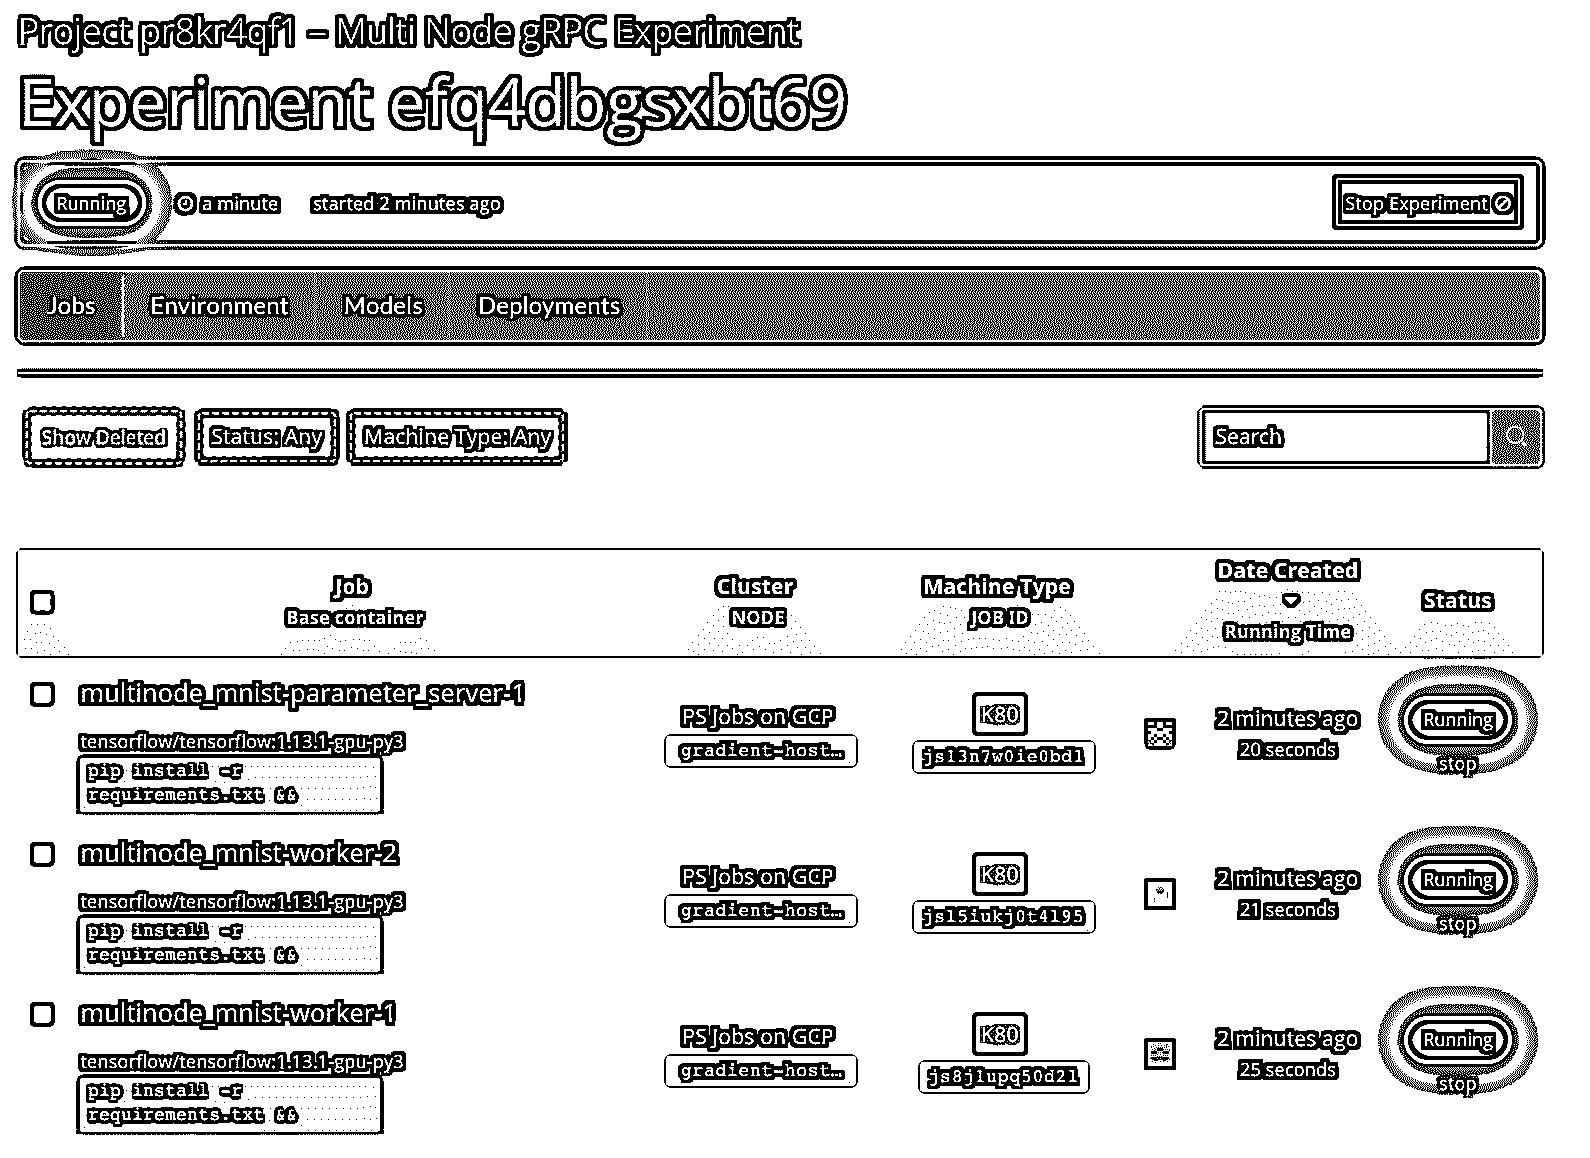 Project pr8kr4qf1 – Multi Node gRPC Experiment
Experiment efq4dbgsxbt69
Running a minute started 2 minutes ago Stop Experiment
Jobs Environment Models Deployments
Show Deleted Status: Any Machine Type: Any Search
Job Cluster Machine Type Date Created Status
Base container NODE JOB ID Running Time
multinode_mnist-parameter_server-1
tensorflow/tensorflow:1.13.1-gpu-py3
pip install -r
requirements.txt &&
PS Jobs on GCP
gradient-host…
K80
js13n7w0ie0bdl
2 minutes ago
20 seconds
Running
stop
multinode_mnist-worker-2
tensorflow/tensorflow:1.13.1-gpu-py3
pip install -r
requirements.txt &&
PS Jobs on GCP
gradient-host…
K80
2 minutes ago
21 seconds
Running
stop
multinode_mnist-worker-1
tensorflow/tensorflow:1.13.1-gpu-py3
pip install -r
requirements.txt &&
PS Jobs on GCP
gradient-host…
K80
2 minutes ago
25 seconds
Running
stop